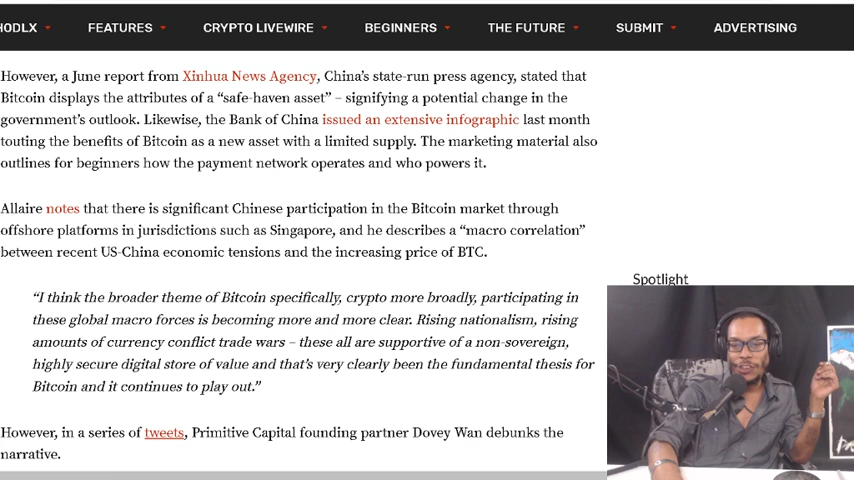 HODLX FEATURES CRYPTO LIVEWIRE BEGINNERS THE FUTURE SUBMIT ADVERTISING
However, a June report from Xinhua News Agency, China’s state-run press agency, stated that
Bitcoin displays the attributes of a “safe-haven asset” – signifying a potential change in the
government’s outlook. Likewise, the Bank of China issued an extensive infographic last month
touting the benefits of Bitcoin as a new asset with a limited supply. The marketing material also
outlines for beginners how the payment network operates and who powers it.
Allaire notes that there is significant Chinese participation in the Bitcoin market through
offshore platforms in jurisdictions such as Singapore, and he describes a “macro correlation”
between recent US-China economic tensions and the increasing price of BTC.
“I think the broader theme of Bitcoin specifically, crypto more broadly, participating in
these global macro forces is becoming more and more clear. Rising nationalism, rising
amounts of currency conflict trade wars – these all are supportive of a non-sovereign,
highly secure digital store of value and that’s very clearly been the fundamental thesis for
Bitcoin and it continues to play out.”
However, in a series of tweets, Primitive Capital founding partner Dovey Wan debunks the
narrative.
Spotlight